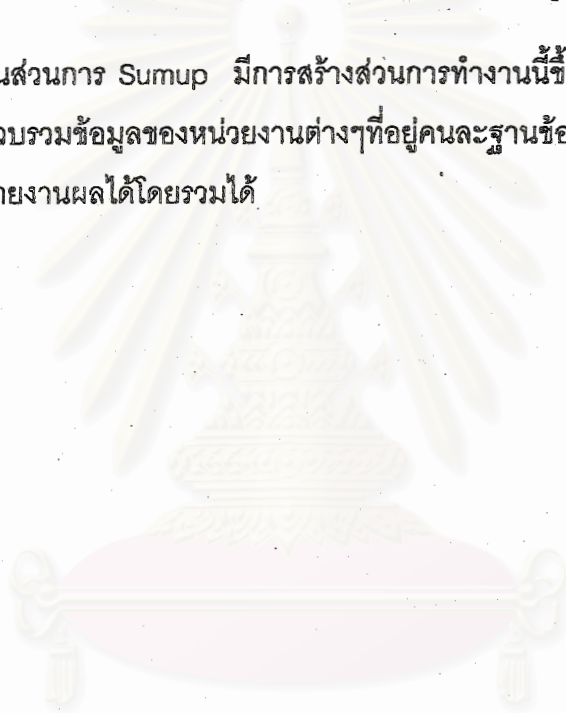 นส่วนการ Sumup มีการสร้างส่วนการทำงานนี้ขึ้
วบรวมข้อมูลของหน่วยงานต่างๆที่อยู่คนละฐานข้อ
ายงานผลได้โดยรวมได้